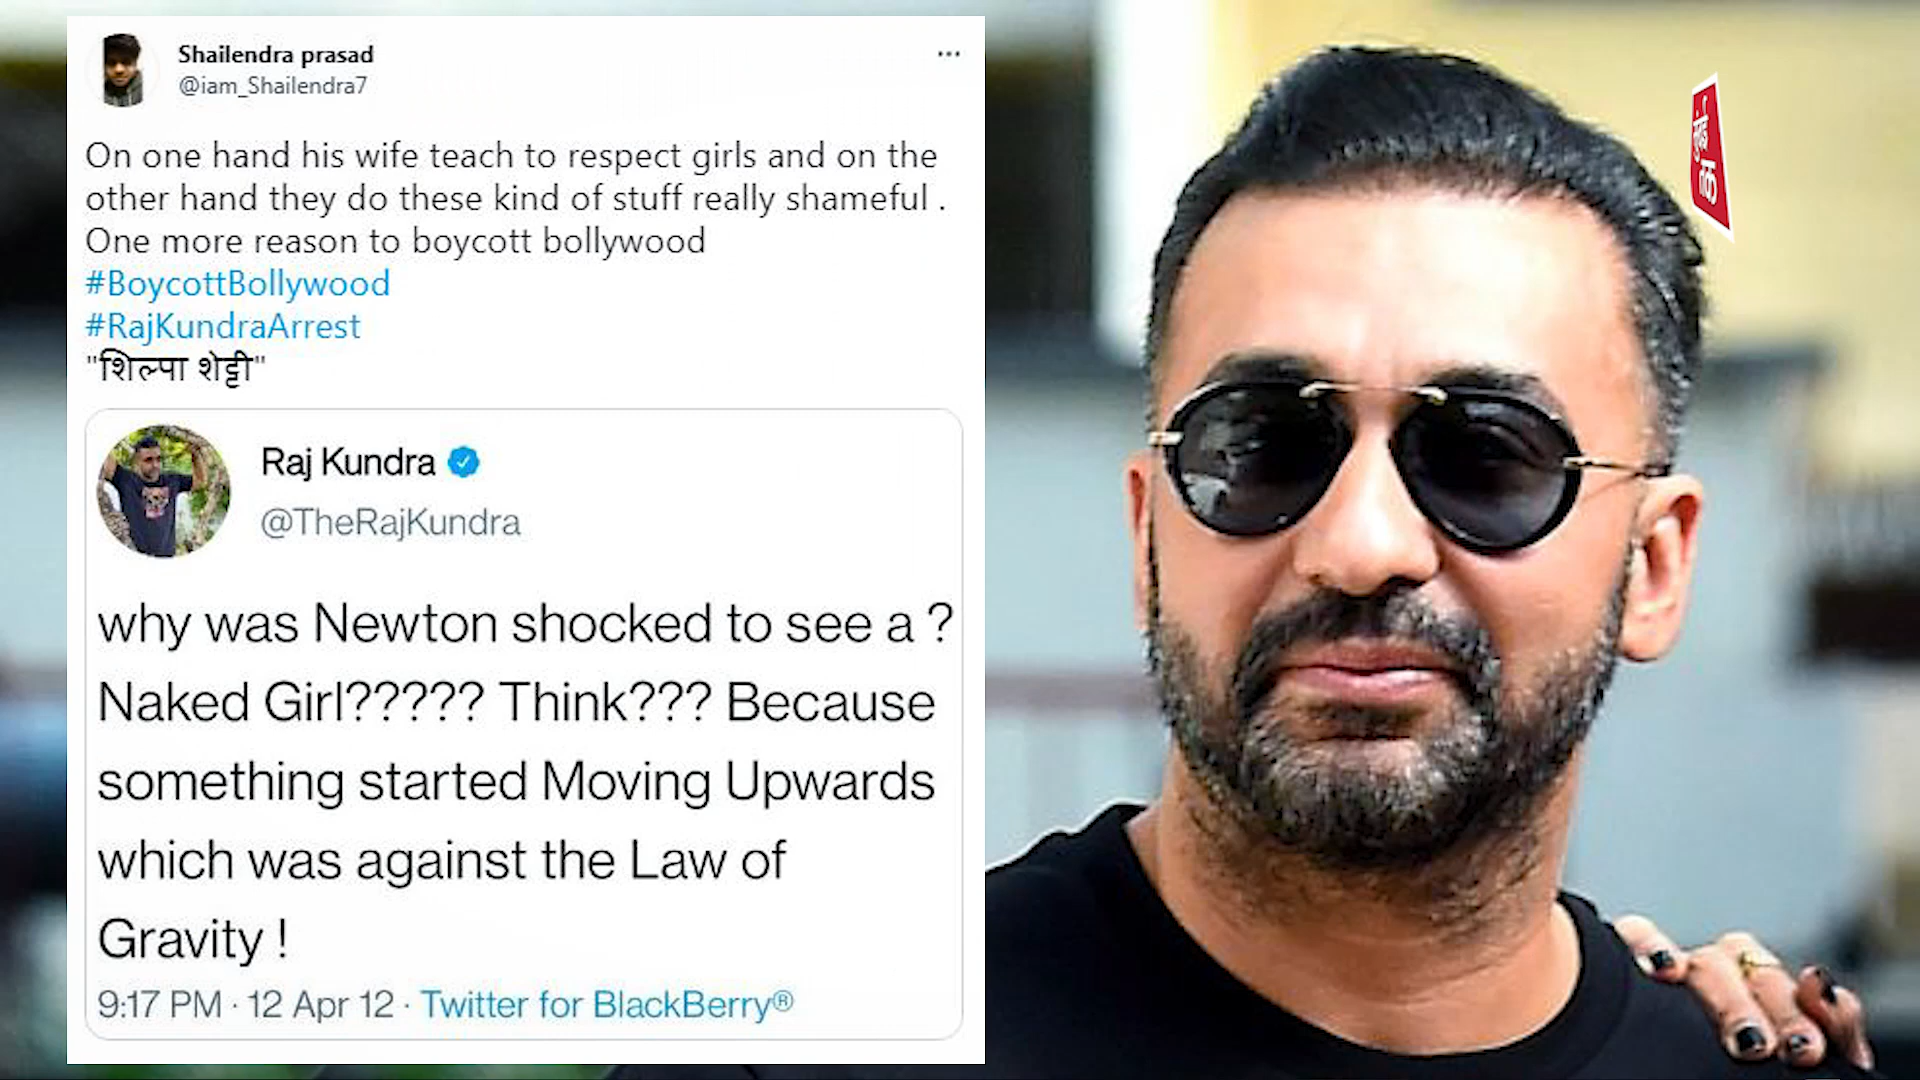 Shailendra prasad
@iam_Shailendra7
On one hand his wife teach to respect girls and on the
other hand they do these kind of stuff really shameful .
One more reason to boycott bollywood
#BoycottBollywood
#RajKundraArrest
"शिल्पा शेट्टी"
Raj Kundra
@TheRajKundra
why was Newton shocked to see a ?
Naked Girl????? Think??? Because
something started Moving Upwards
which was against the Law of
Gravity !
9:17 PM · 12 Apr 12 · Twitter for BlackBerry®
मुंबई
तक